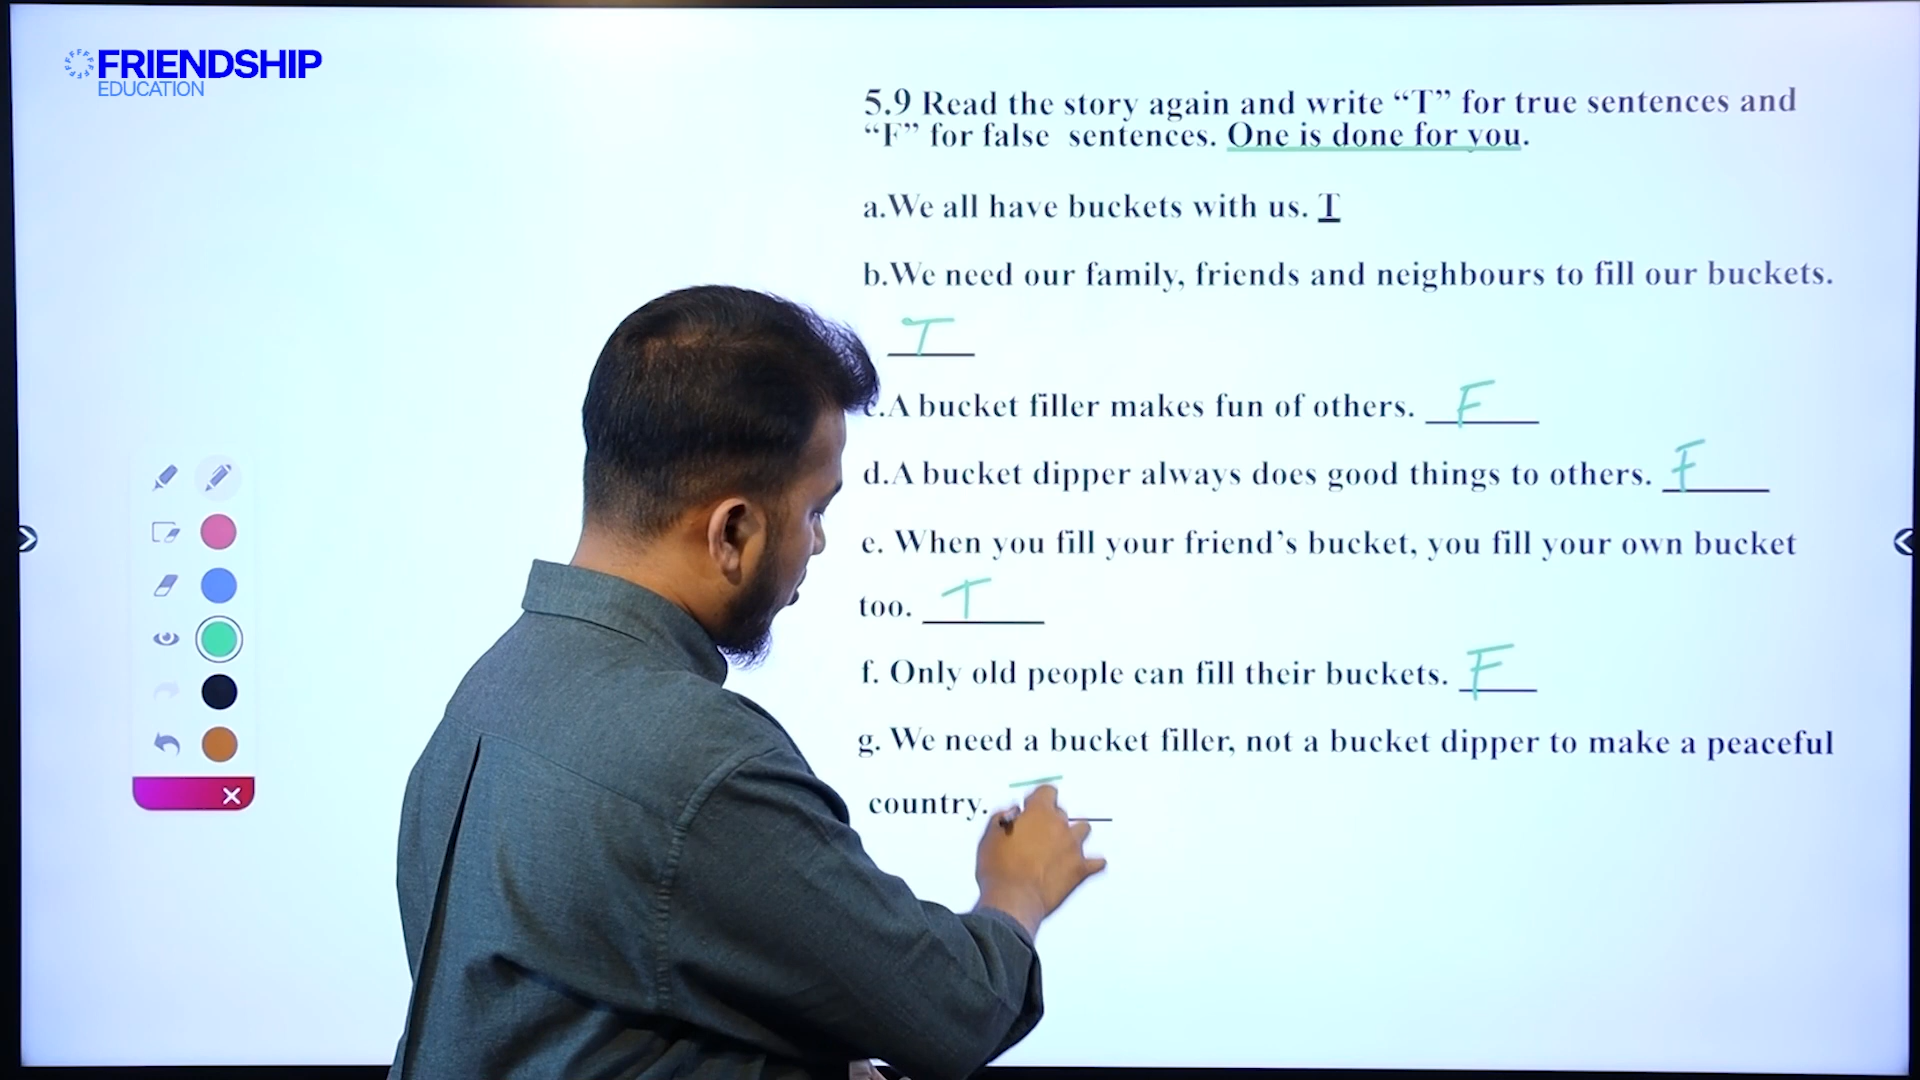 FRIENDSHIP
EDUCATION
5.9 Read the story again and write “T” for true sentences and
“F” for false sentences. One is done for you.
a.We all have buckets with us. T
b.We need our family, friends and neighbours to fill our buckets.
T
c.A bucket filler makes fun of others. F
d.A bucket dipper always does good things to others. F
e. When you fill your friend’s bucket, you fill your own bucket
too. T
f. Only old people can fill their buckets. F
g. We need a bucket filler, not a bucket dipper to make a peaceful
country.